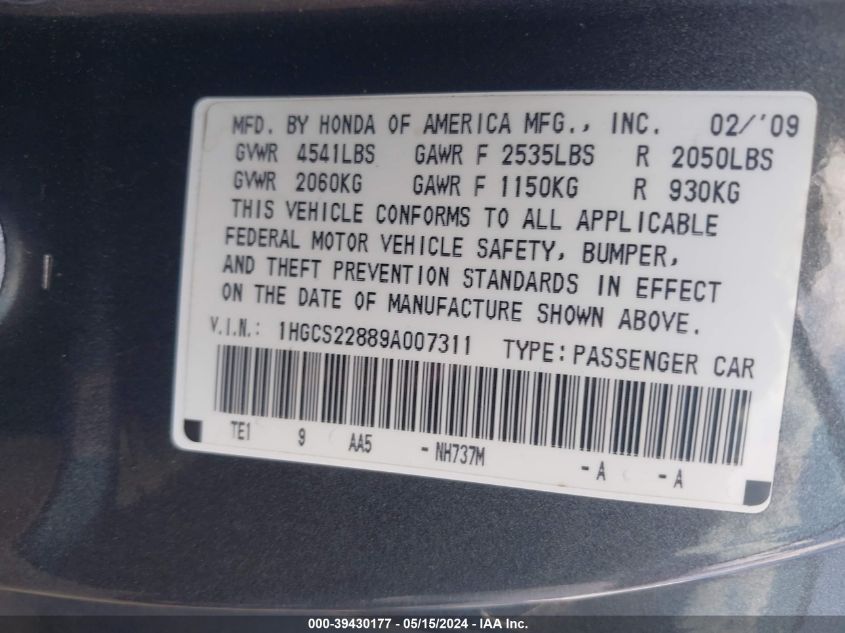 MFD. BY HONDA OF AMERICA MFG., INC. 02/'09
GVWR 4541LBS GAWR F 2535LBS R 2050LBS
GVWR 2060KG GAWR F 1150KG R 930KG
THIS VEHICLE CONFORMS TO ALL APPLICABLE
FEDERAL MOTOR VEHICLE SAFETY, BUMPER,
AND THEFT PREVENTION STANDARDS IN EFFECT
ON THE DATE OF MANUFACTURE SHOWN ABOVE.
V.I.N.: 1HGCS22889A007311 TYPE: PASSENGER CAR
TE1 9 AA5 - NH737M - A - A
000-39430177 - 05/15/2024 - IAA Inc.